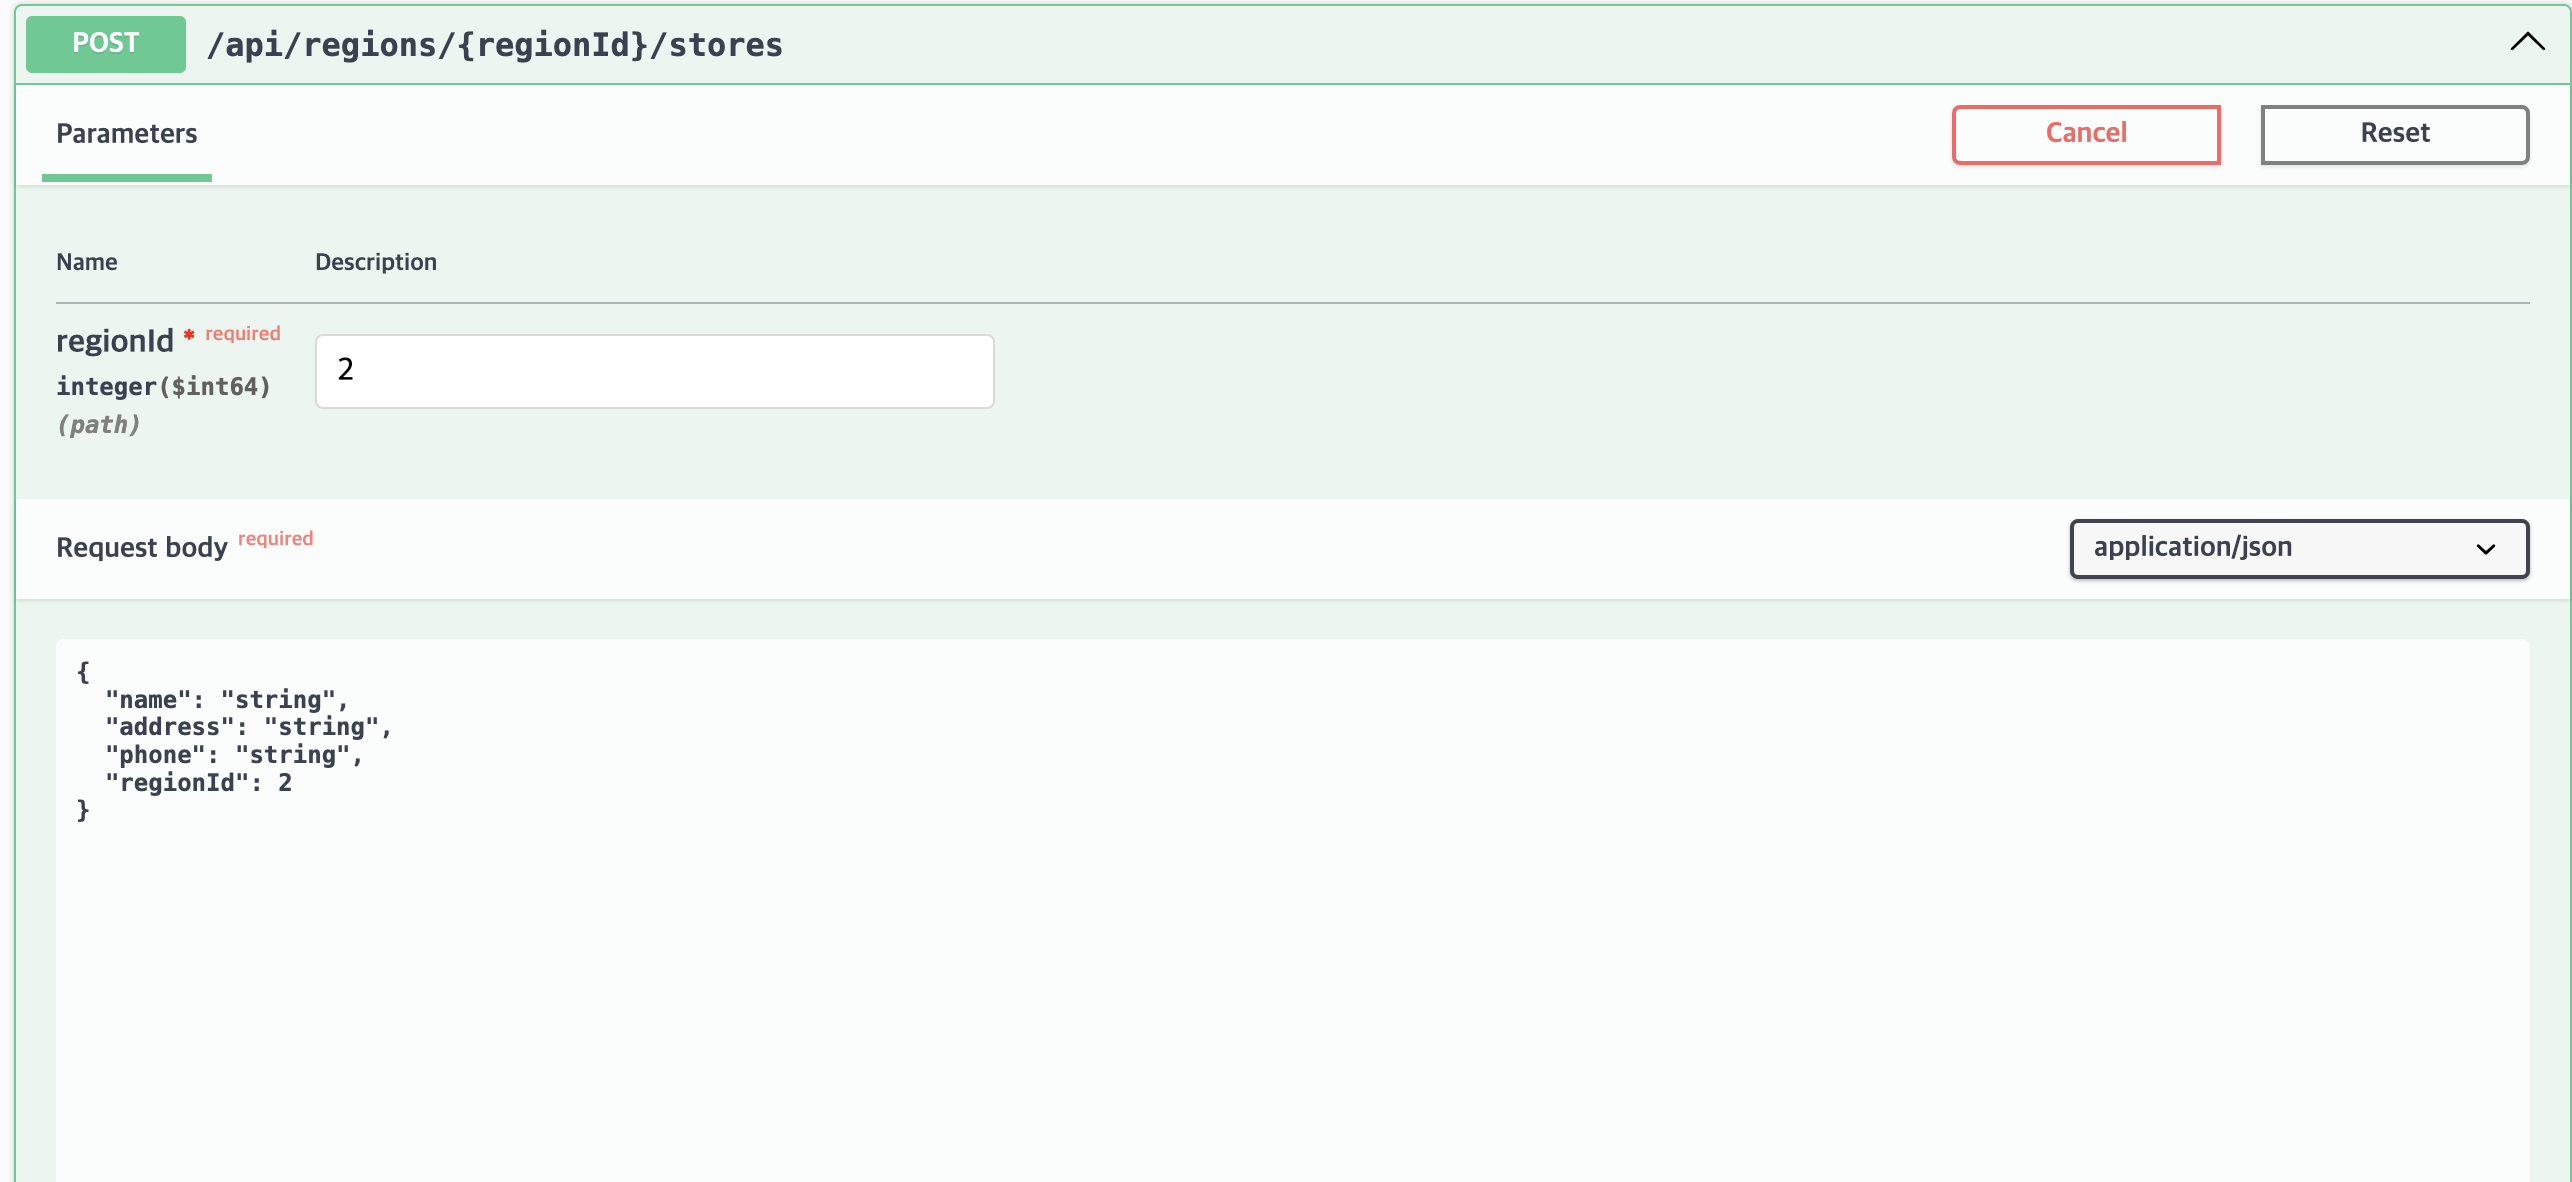 POST /api/regions/{regionId}/stores
Parameters
Cancel
Reset
Name Description
regionId * required
2
integer($int64)
(path)
Request body required
application/json
{
  "name": "string",
  "address": "string",
  "phone": "string",
  "regionId": 2
}